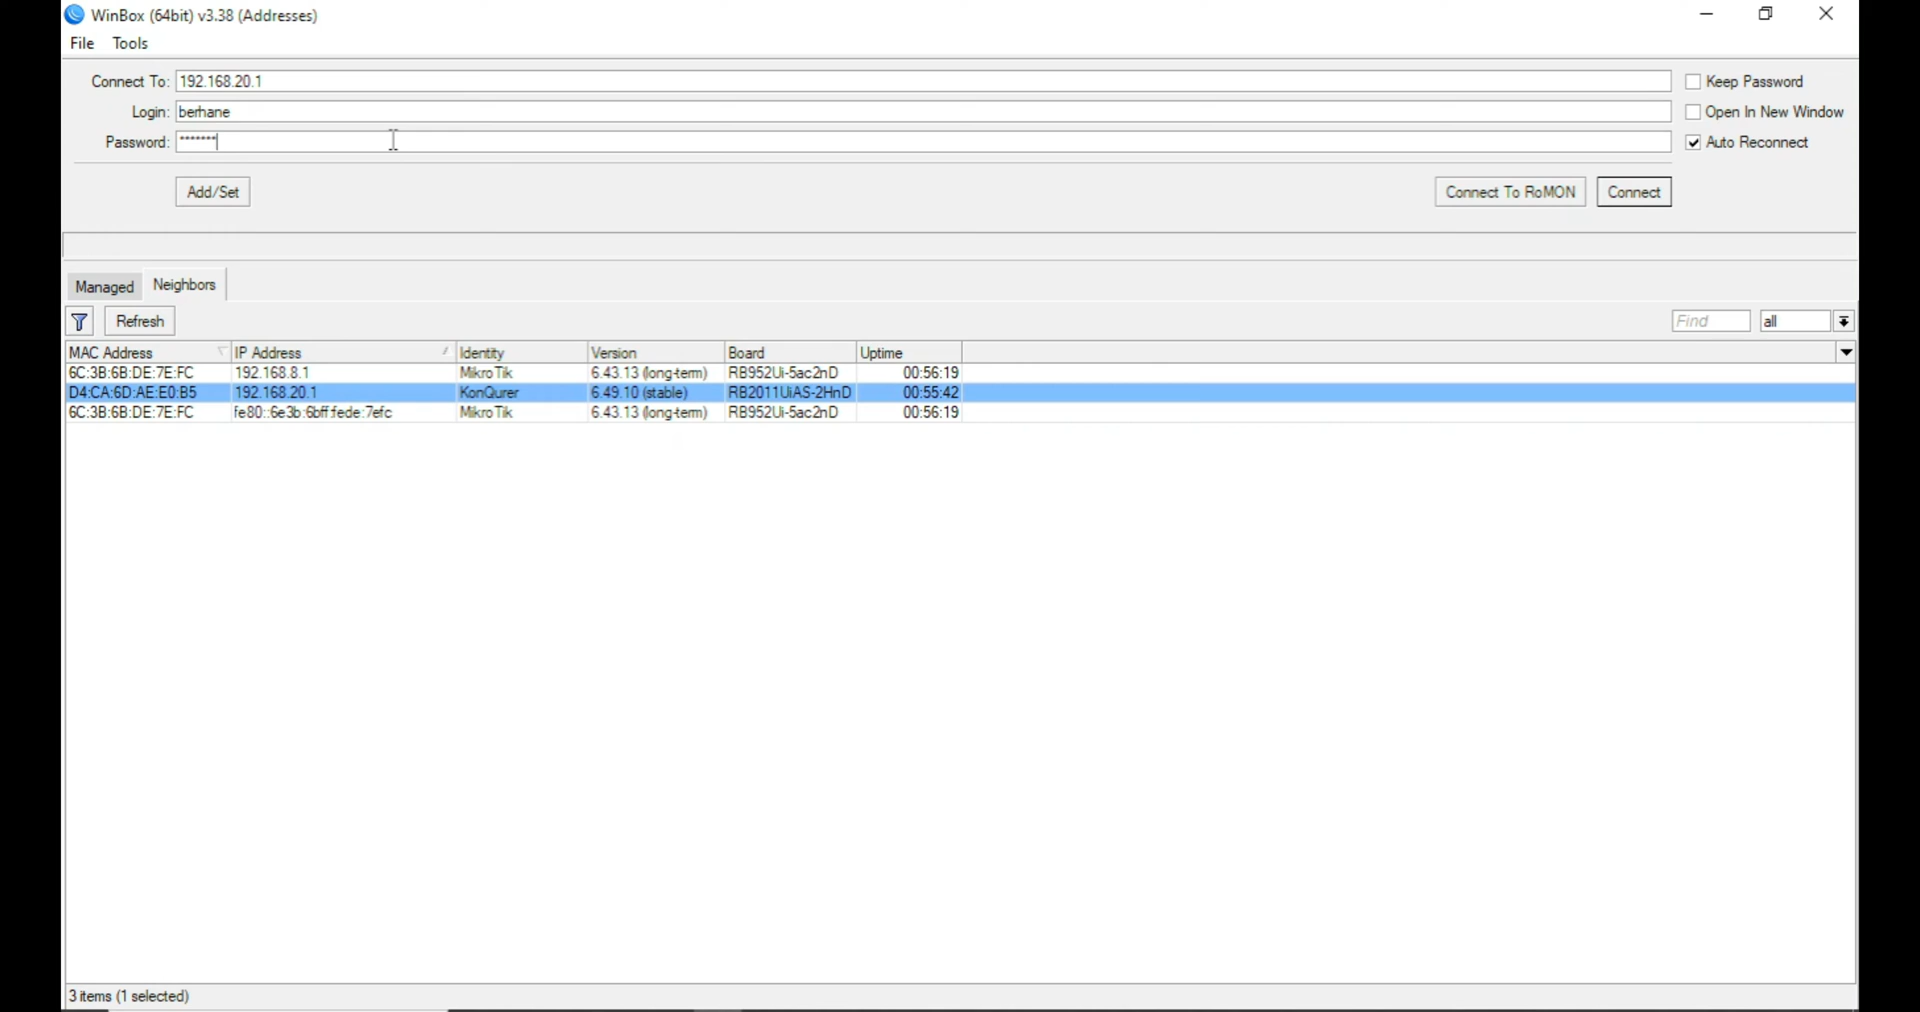 WinBox (64bit) v3.38 (Addresses)
File Tools
Connect To: 192.168.20.1 Keep Password
Login: berhane Open In New Window
Password: ******* Auto Reconnect
Add/Set Connect To RoMON Connect
Managed Neighbors
Refresh Find all
MAC Address IP Address Identity Version Board Uptime
6C:3B:6B:DE:7E:FC 192.168.8.1 MikroTik 6.43.13 (long-term) RB952Ui-5ac2nD 00:56:19
D4:CA:6D:AE:E0:B5 192.168.20.1 KonQurer 6.49.10 (stable) RB2011UiAS-2HnD 00:55:42
6C:3B:6B:DE:7E:FC fe80::6e3b:6bff:fede:7efc MikroTik 6.43.13 (long-term) RB952Ui-5ac2nD 00:56:19
3 items (1 selected)